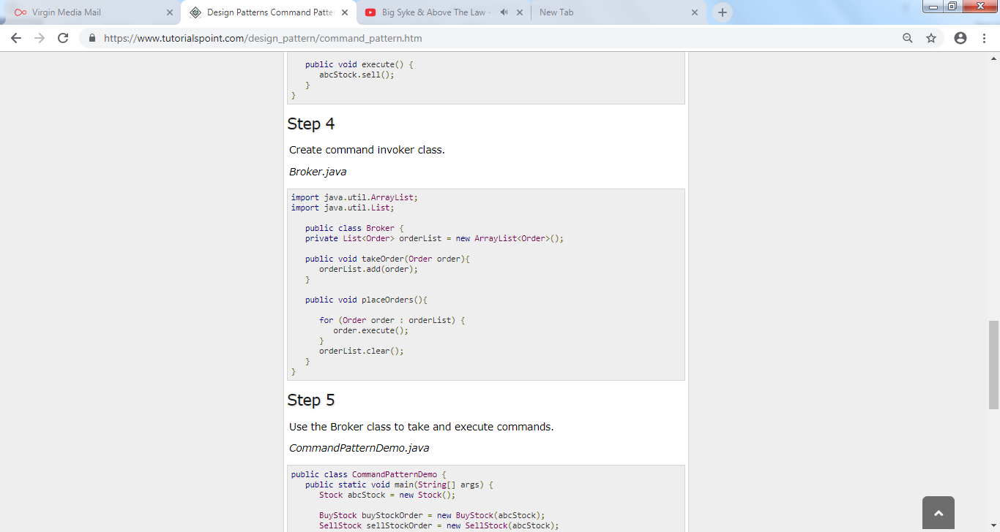 Virgin Media Mail
Design Patterns Command Patter
Big Syke & Above The Law -
New Tab
https://www.tutorialspoint.com/design_pattern/command_pattern.htm
public void execute() {
abcStock.sell();
}
}
Step 4
Create command invoker class.
Broker.java
import java.util.ArrayList;
import java.util.List;
public class Broker {
private List<Order> orderList = new ArrayList<Order>();
public void takeOrder(Order order){
orderList.add(order);
}
public void placeOrders(){
for (Order order : orderList) {
order.execute();
}
orderList.clear();
}
}
Step 5
Use the Broker class to take and execute commands.
CommandPatternDemo.java
public class CommandPatternDemo {
public static void main(String[] args) {
Stock abcStock = new Stock();
BuyStock buyStockOrder = new BuyStock(abcStock);
SellStock sellStockOrder = new SellStock(abcStock);